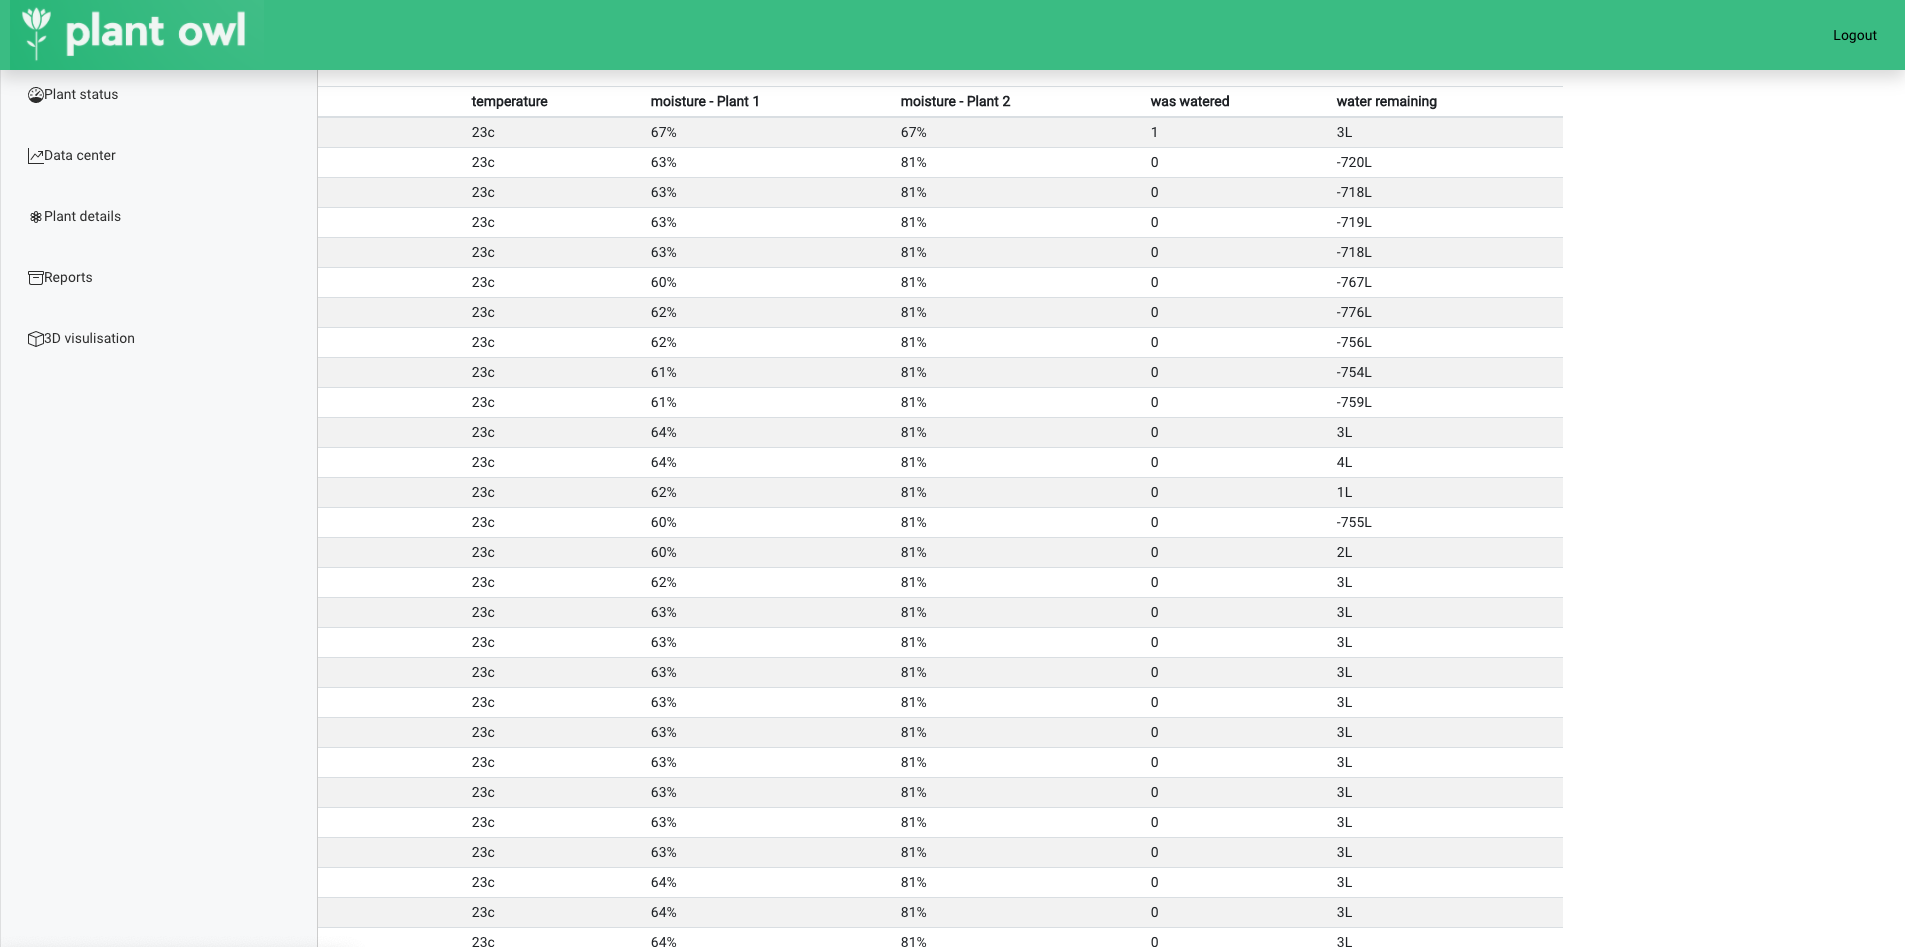 plant owl
Logout
Plant status
Data center
Plant details
Reports
3D visulisation
temperature moisture - Plant 1 moisture - Plant 2 was watered water remaining
23c 67% 67% 1 3L
23c 63% 81% 0 -720L
23c 63% 81% 0 -718L
23c 63% 81% 0 -719L
23c 63% 81% 0 -718L
23c 60% 81% 0 -767L
23c 62% 81% 0 -776L
23c 62% 81% 0 -756L
23c 61% 81% 0 -754L
23c 61% 81% 0 -759L
23c 64% 81% 0 3L
23c 64% 81% 0 4L
23c 62% 81% 0 1L
23c 60% 81% 0 -755L
23c 60% 81% 0 2L
23c 62% 81% 0 3L
23c 63% 81% 0 3L
23c 63% 81% 0 3L
23c 63% 81% 0 3L
23c 63% 81% 0 3L
23c 63% 81% 0 3L
23c 63% 81% 0 3L
23c 63% 81% 0 3L
23c 63% 81% 0 3L
23c 63% 81% 0 3L
23c 64% 81% 0 3L
23c 64% 81% 0 3L
23c 64% 81% 0 3L